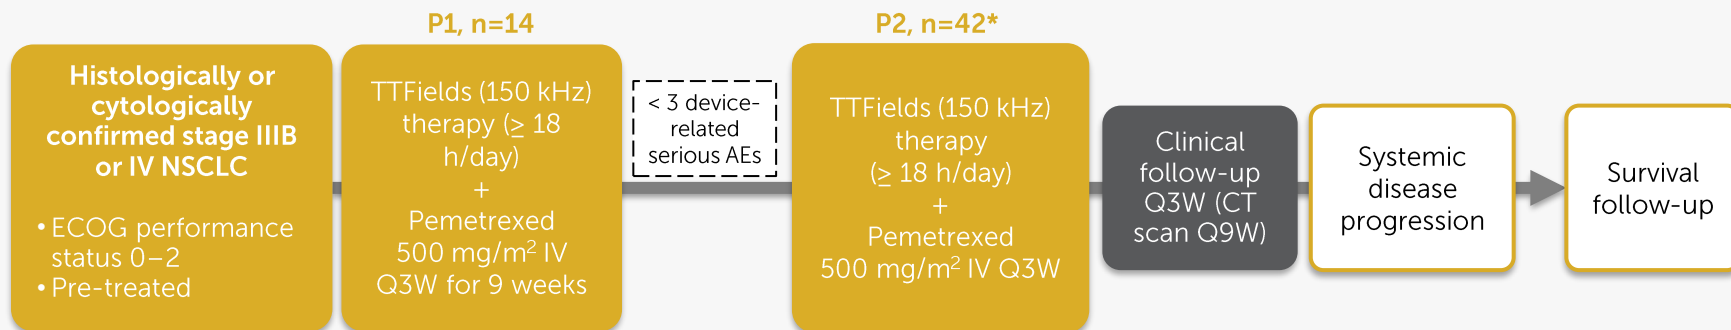 P1, n=14
P2, n=42*
Histologically or
cytologically
confirmed stage IIIB
or IV NSCLC
• ECOG performance
status 0–2
• Pre-treated
TTFields (150 kHz)
therapy (≥ 18
h/day)
+
Pemetrexed
500 mg/m² IV
Q3W for 9 weeks
< 3 device-
related
serious AEs
TTFields (150 kHz)
therapy
(≥ 18 h/day)
+
Pemetrexed
500 mg/m² IV Q3W
Clinical
follow-up
Q3W (CT
scan Q9W)
Systemic
disease
progression
Survival
follow-up